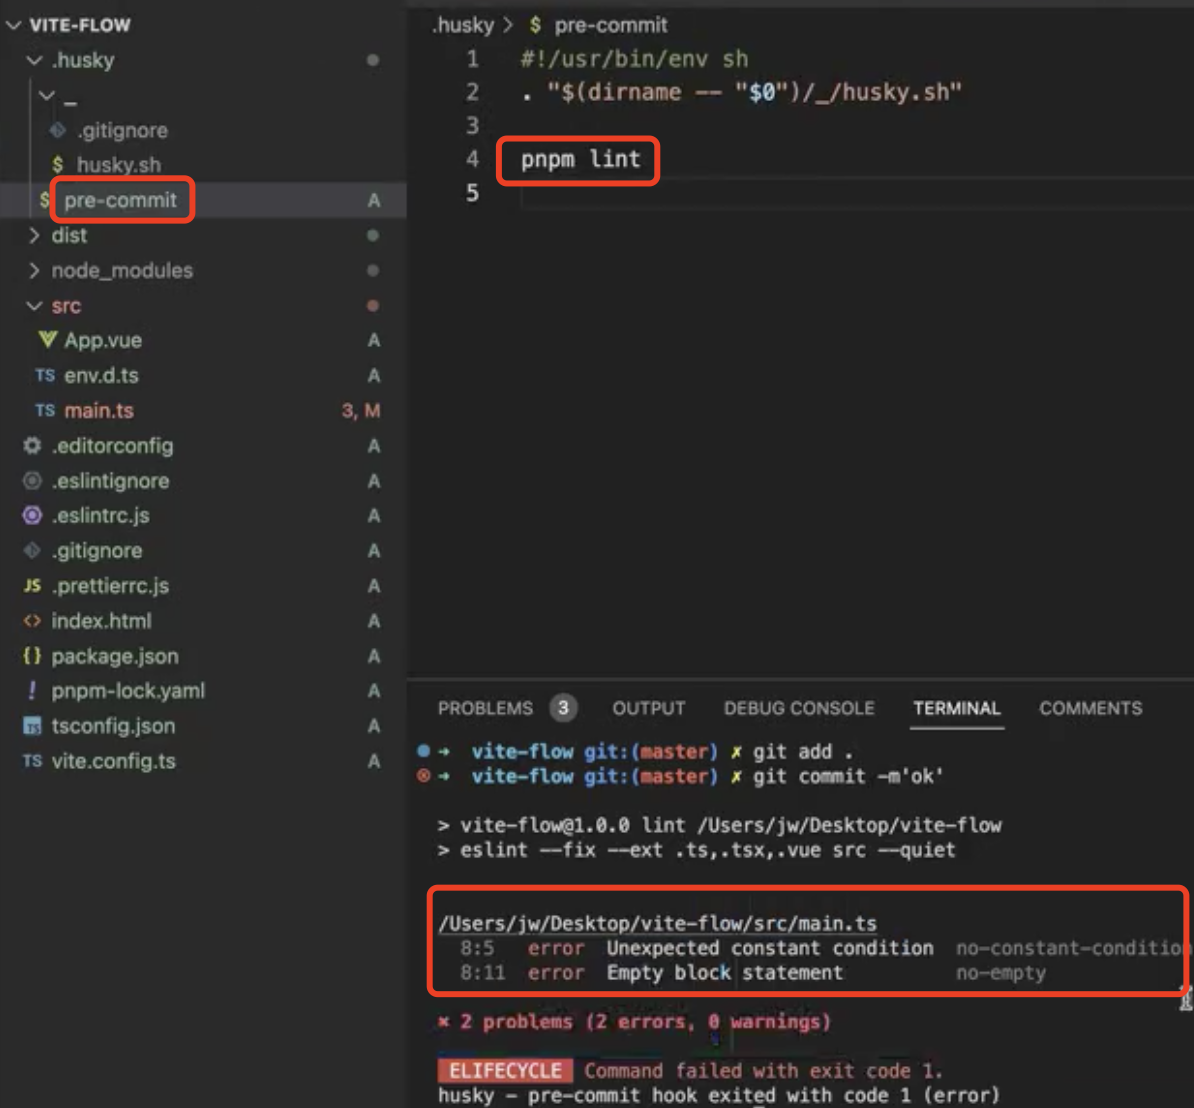 VITE-FLOW
.husky
_
.gitignore
$ husky.sh
$ pre-commit A
dist
node_modules
src
App.vue A
TS env.d.ts A
TS main.ts 3, M
.editorconfig A
.eslintignore A
.eslintrc.js A
.gitignore A
JS .prettierrc.js A
<> index.html A
{} package.json A
! pnpm-lock.yaml A
TS tsconfig.json A
TS vite.config.ts A
.husky > $ pre-commit
1 #!/usr/bin/env sh
2 . "$(dirname -- "$0")/_/husky.sh"
3
4 pnpm lint
5
PROBLEMS 3 OUTPUT DEBUG CONSOLE TERMINAL COMMENTS
➜ vite-flow git:(master) ✗ git add .
➜ vite-flow git:(master) ✗ git commit -m'ok'
> vite-flow@1.0.0 lint /Users/jw/Desktop/vite-flow
> eslint --fix --ext .ts,.tsx,.vue src --quiet
/Users/jw/Desktop/vite-flow/src/main.ts
8:5 error Unexpected constant condition no-constant-condition
8:11 error Empty block statement no-empty
✖ 2 problems (2 errors, 0 warnings)
ELIFECYCLE Command failed with exit code 1.
husky - pre-commit hook exited with code 1 (error)